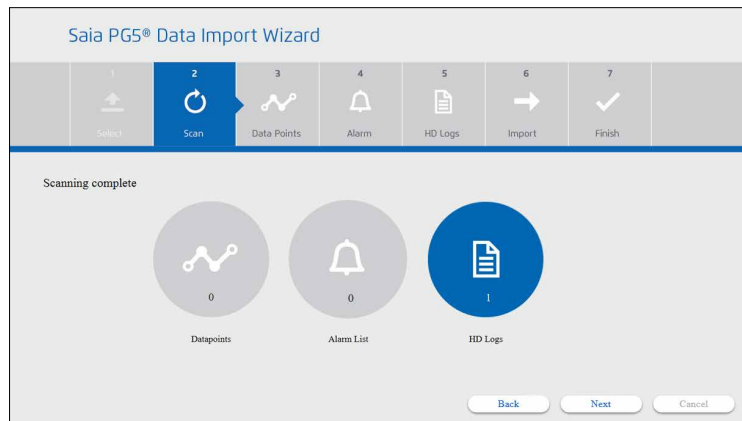 Saia PG5® Data Import Wizard
1 2 3 4 5 6 7
Select Scan Data Points Alarm HD Logs Import Finish
Scanning complete
0 0 1
Datapoints Alarm List HD Logs
Back Next Cancel